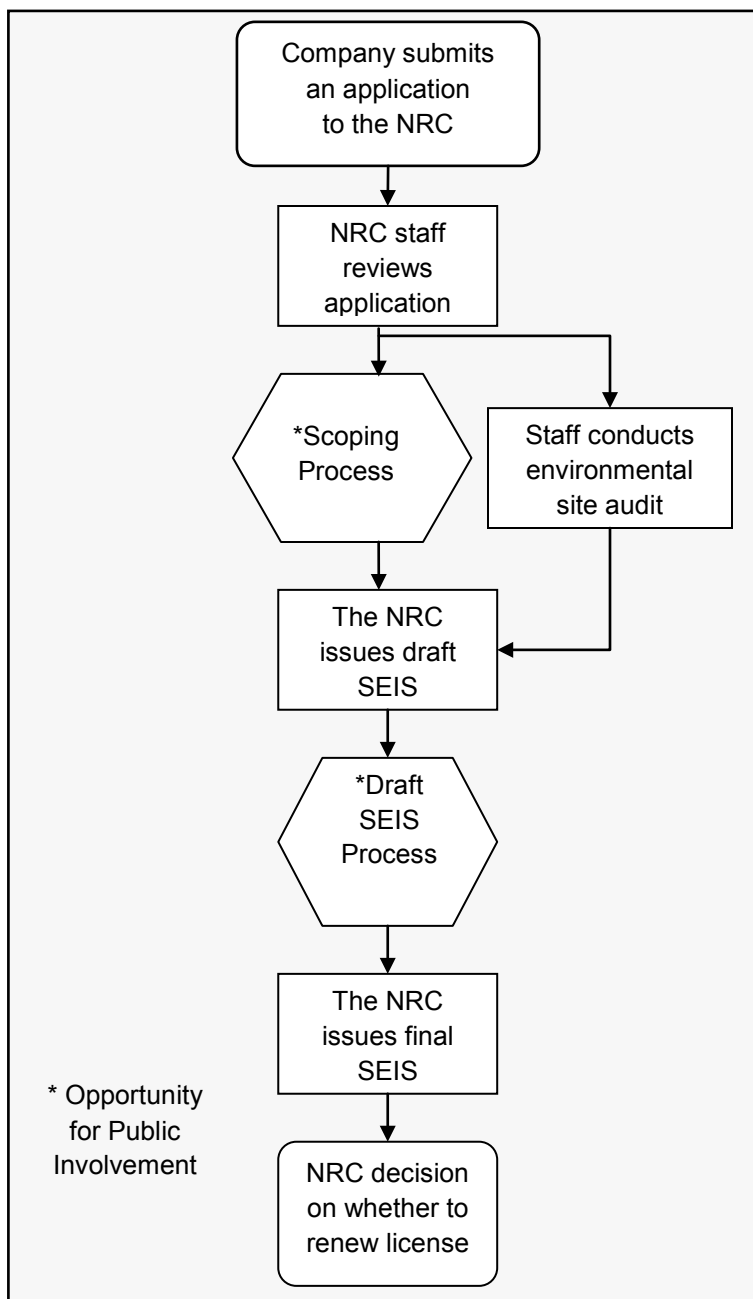 Company submits
an application
to the NRC
NRC staff
reviews
application
*Scoping
Process
Staff conducts
environmental
site audit
The NRC
issues draft
SEIS
*Draft
SEIS
Process
The NRC
issues final
SEIS
* Opportunity
for Public
Involvement
NRC decision
on whether to
renew license